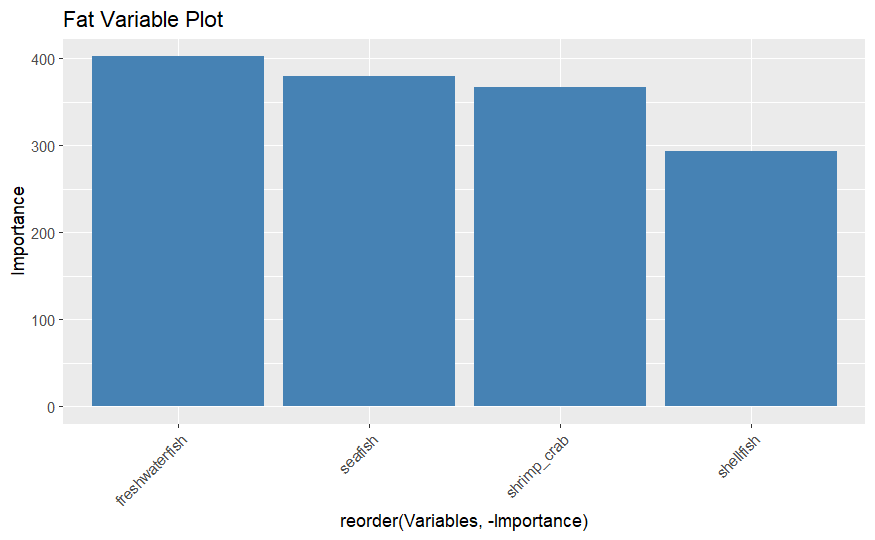 Fat Variable Plot
Importance
400
300
200
100
0
freshwaterfish
seafish
shrimp_crab
shellfish
reorder(Variables, -Importance)